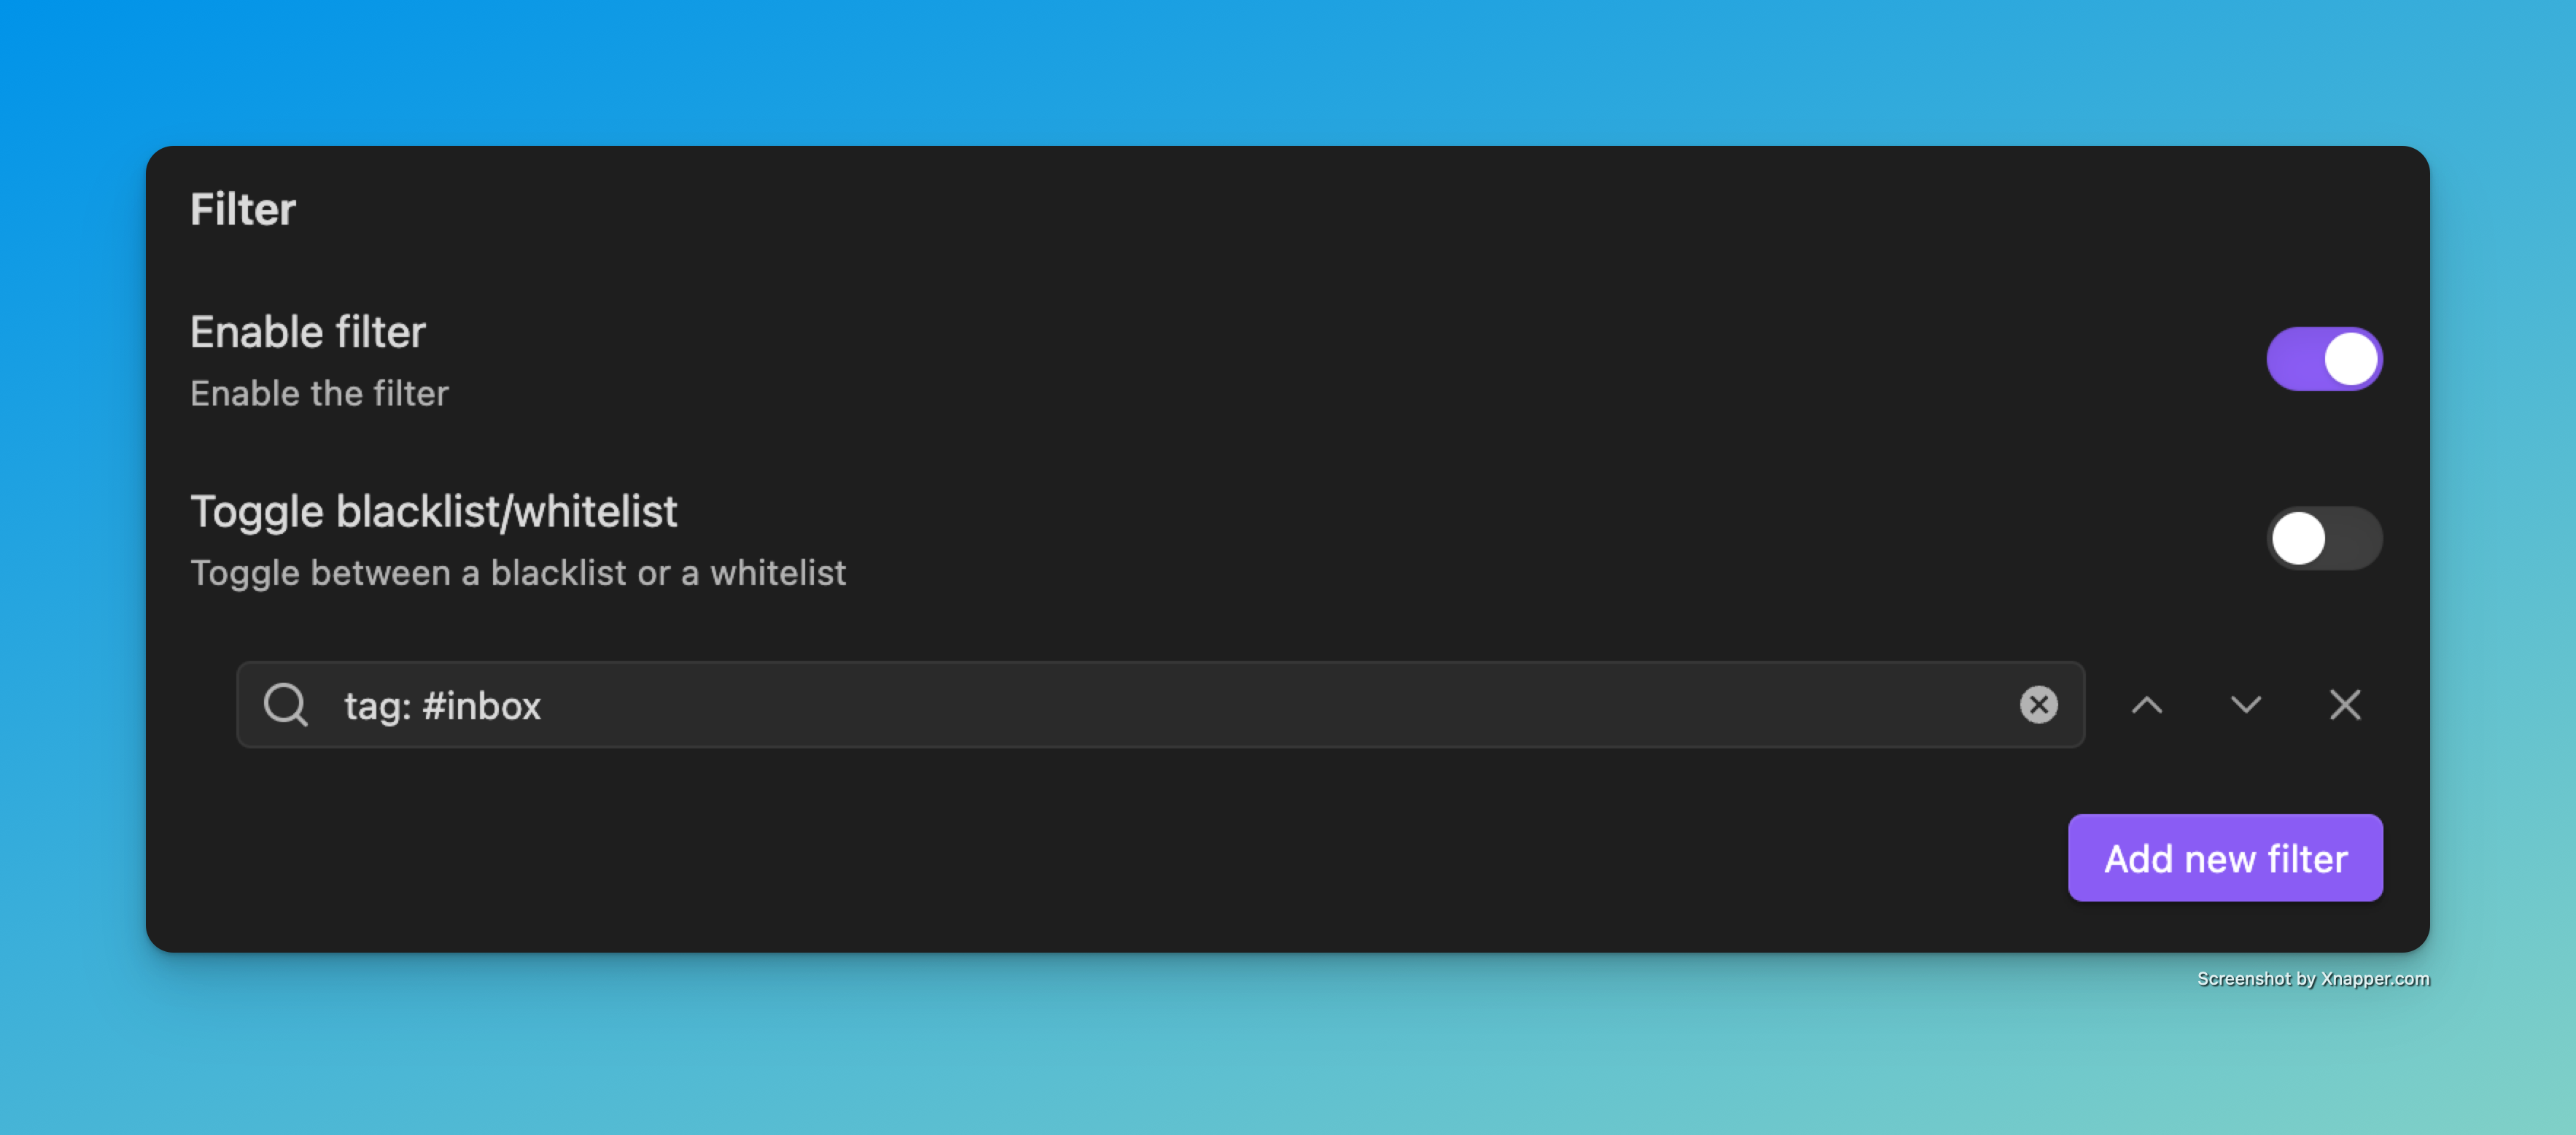 Filter
Enable filter
Enable the filter
Toggle blacklist/whitelist
Toggle between a blacklist or a whitelist
tag: #inbox
Add new filter
Screenshot by Xnapper.com